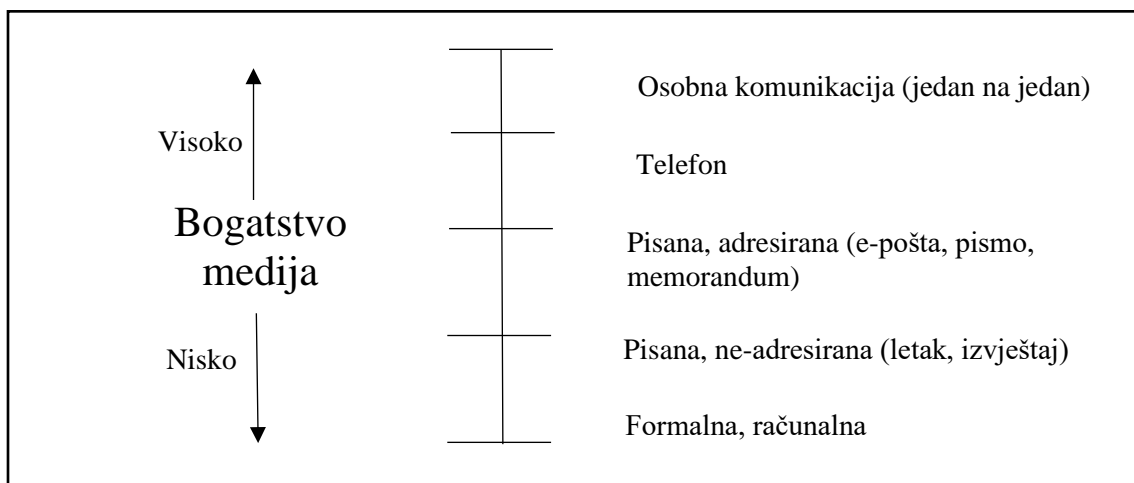 Osobna komunikacija (jedan na jedan)
Visoko
Telefon
Bogatstvo
medija
Pisana, adresirana (e-pošta, pismo,
memorandum)
Nisko
Pisana, ne-adresirana (letak, izvještaj)
Formalna, računalna